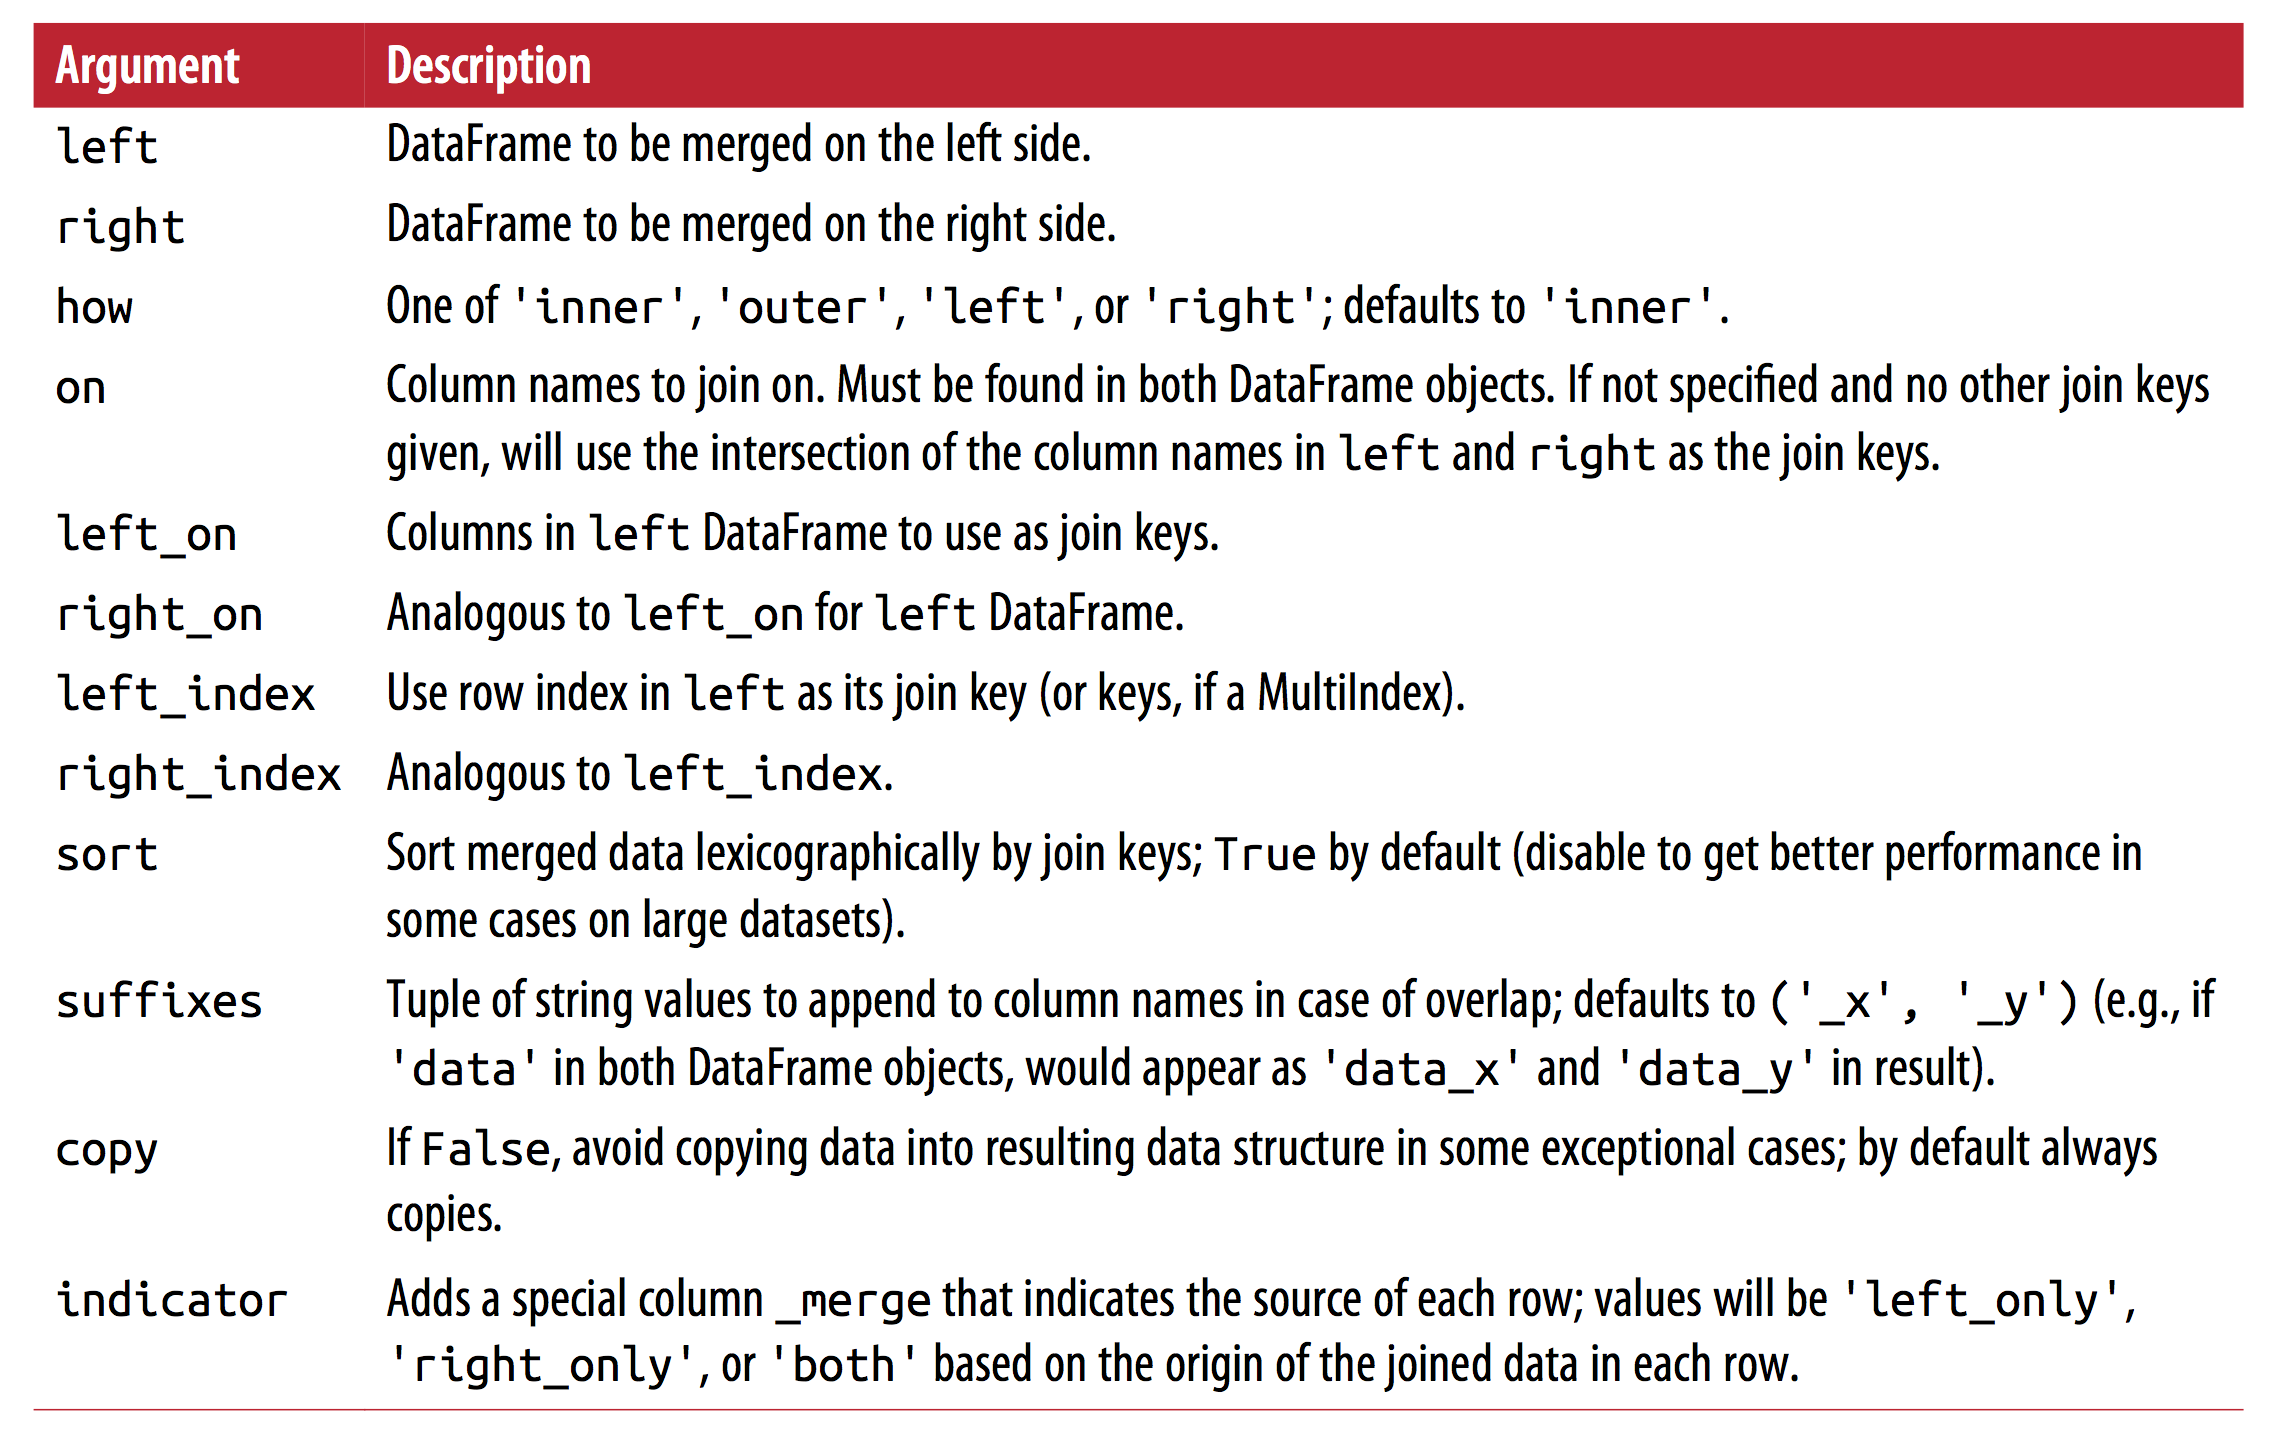 Argument Description
left DataFrame to be merged on the left side.
right DataFrame to be merged on the right side.
how One of 'inner', 'outer', 'left', or 'right'; defaults to 'inner'.
on Column names to join on. Must be found in both DataFrame objects. If not specified and no other join keys
given, will use the intersection of the column names in left and right as the join keys.
left_on Columns in left DataFrame to use as join keys.
right_on Analogous to left_on for left DataFrame.
left_index Use row index in left as its join key (or keys, if a MultiIndex).
right_index Analogous to left_index.
sort Sort merged data lexicographically by join keys; True by default (disable to get better performance in
some cases on large datasets).
suffixes Tuple of string values to append to column names in case of overlap; defaults to ('_x', '_y') (e.g., if
'data' in both DataFrame objects, would appear as 'data_x' and 'data_y' in result).
copy If False, avoid copying data into resulting data structure in some exceptional cases; by default always
copies.
indicator Adds a special column _merge that indicates the source of each row; values will be 'left_only',
'right_only', or 'both' based on the origin of the joined data in each row.